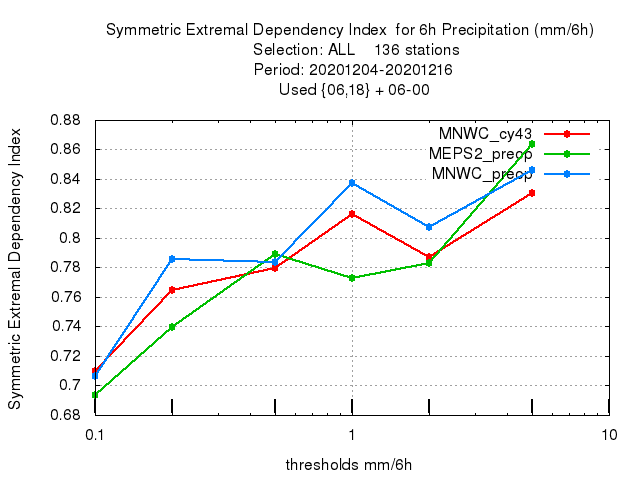 Symmetric Extremal Dependency Index  for 6h Precipitation (mm/6h)
Selection: ALL    136 stations
Period: 20201204-20201216
Used {06,18} + 06-00
Symmetric Extremal Dependency Index
0.88
0.86
0.84
0.82
0.8
0.78
0.76
0.74
0.72
0.7
0.68
MNWC_cy43
MEPS2_preop
MNWC_preop
0.1
1
10
thresholds mm/6h